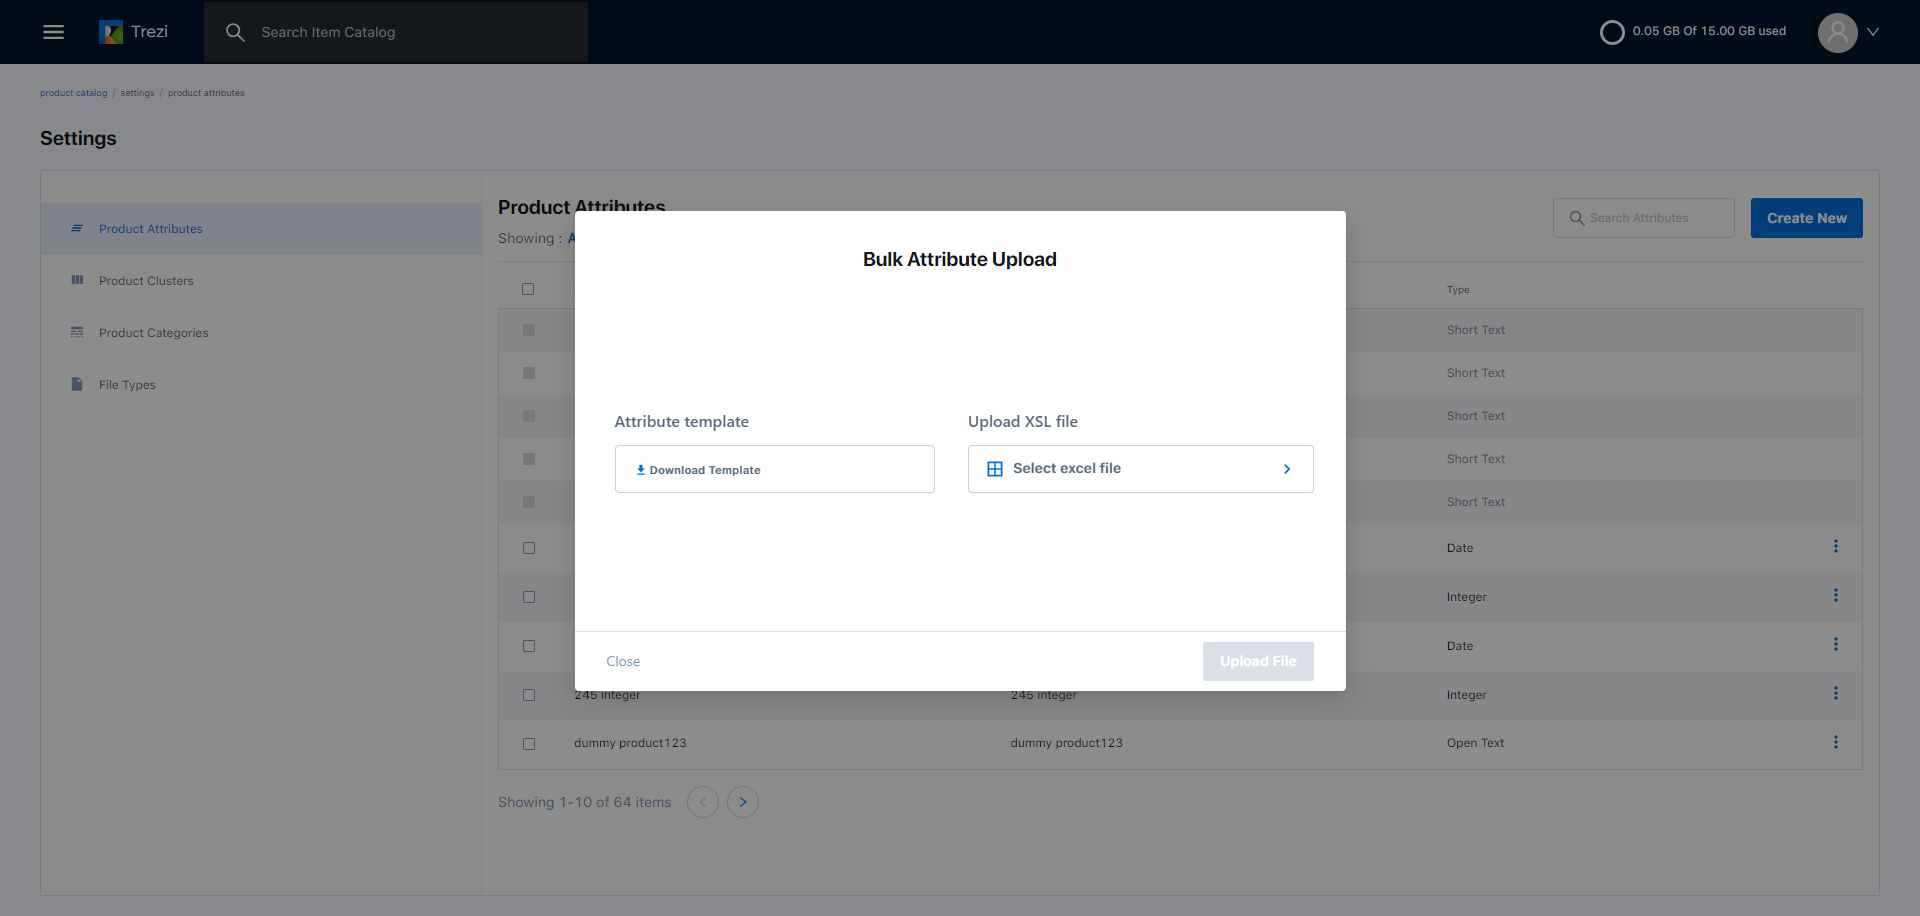 Trezi
Search Item Catalog
0.05 GB Of 15.00 GB used
product catalog / settings / product attributes
Settings
Product Attributes
Product Clusters
Product Categories
File Types
Product Attributes
Showing : A
Search Attributes
Create New
Type
Short Text
Short Text
Short Text
Short Text
Short Text
Date
Integer
Date
245 integer 245 integer Integer
dummy product123 dummy product123 Open Text
Showing 1-10 of 64 items
Bulk Attribute Upload
Attribute template
Download Template
Upload XSL file
Select excel file
Close
Upload File